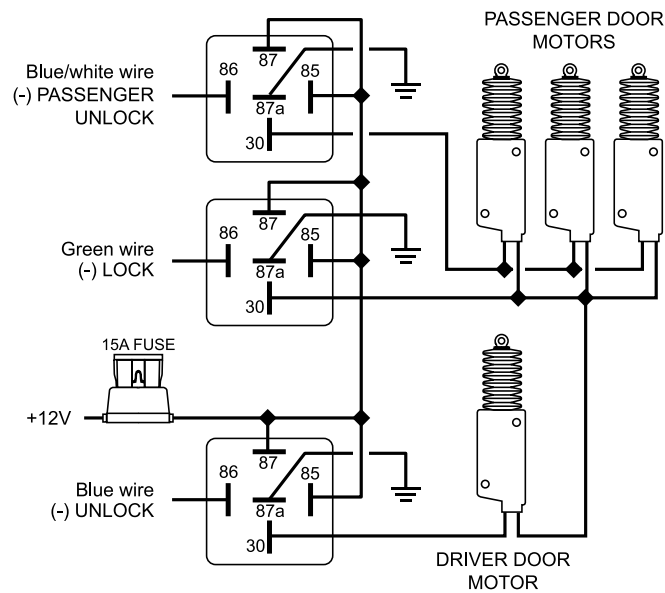 PASSENGER DOOR
MOTORS
87
86
85
Blue/white wire
(-) PASSENGER
UNLOCK
87a
30
87
86
85
Green wire
(-) LOCK
87a
30
15A FUSE
+12V
87
86
85
Blue wire
(-) UNLOCK
87a
30
DRIVER DOOR
MOTOR